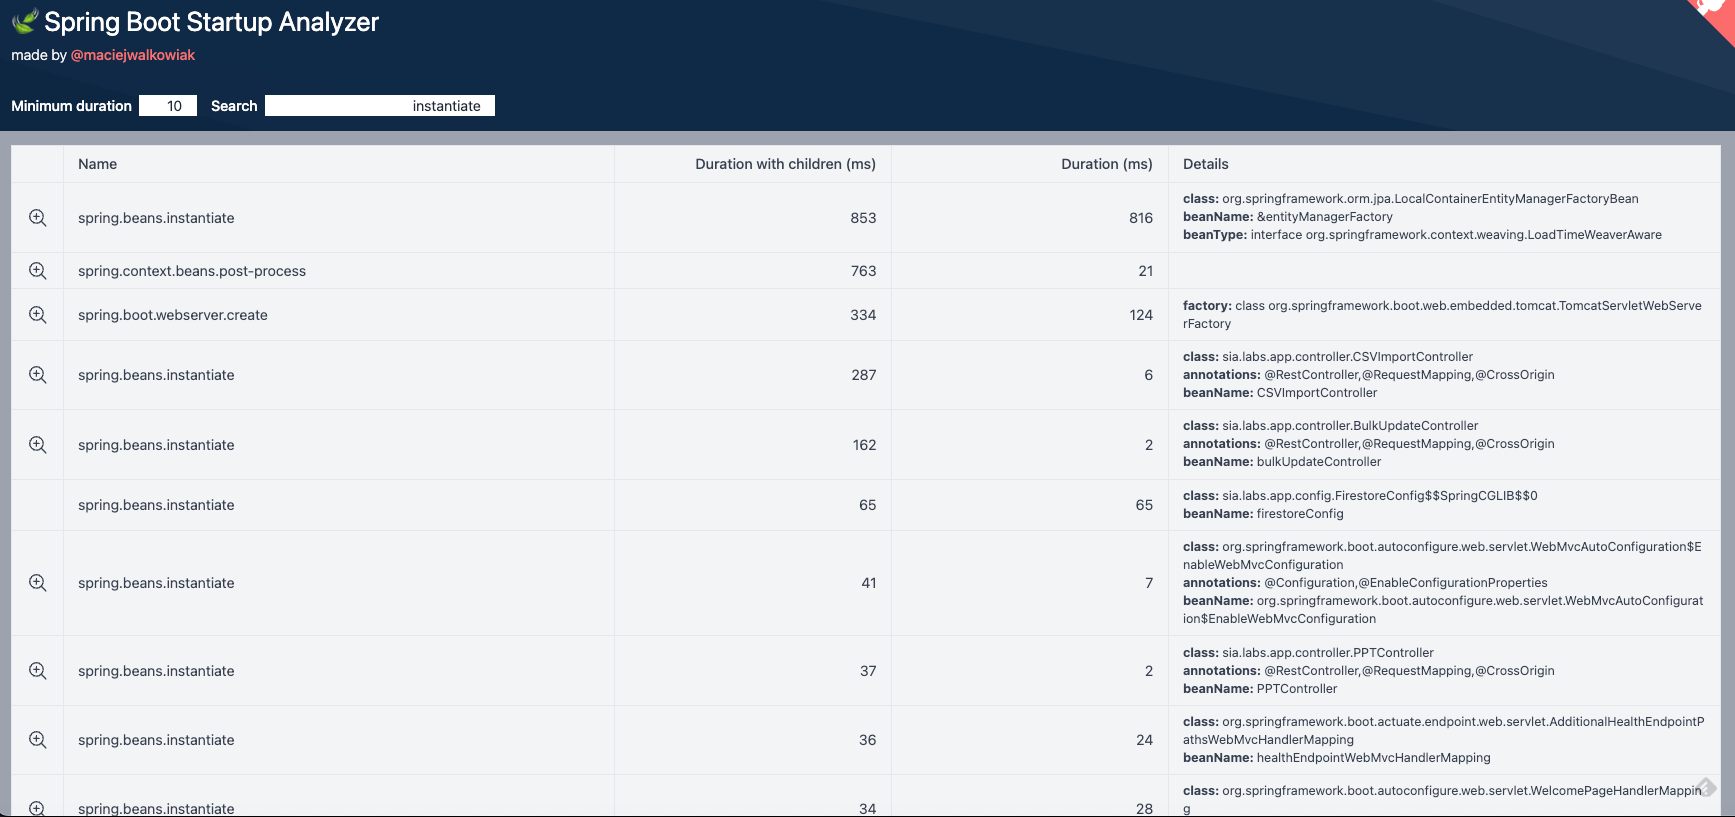 Spring Boot Startup Analyzer
made by @maciejwalkowiak
Minimum duration 10 Search instantiate
Name Duration with children (ms) Duration (ms) Details
spring.beans.instantiate 853 816
class: org.springframework.orm.jpa.LocalContainerEntityManagerFactoryBean
beanName: &entityManagerFactory
beanType: interface org.springframework.context.weaving.LoadTimeWeaverAware
spring.context.beans.post-process 763 21
spring.boot.webserver.create 334 124
factory: class org.springframework.boot.web.embedded.tomcat.TomcatServletWebServe
rFactory
spring.beans.instantiate 287 6
class: sia.labs.app.controller.CSVImportController
annotations: @RestController,@RequestMapping,@CrossOrigin
beanName: CSVImportController
spring.beans.instantiate 162 2
class: sia.labs.app.controller.BulkUpdateController
annotations: @RestController,@RequestMapping,@CrossOrigin
beanName: bulkUpdateController
spring.beans.instantiate 65 65
class: sia.labs.app.config.FirestoreConfig$$SpringCGLIB$$0
beanName: firestoreConfig
spring.beans.instantiate 41 7
class: org.springframework.boot.autoconfigure.web.servlet.WebMvcAutoConfiguration$E
nableWebMvcConfiguration
annotations: @Configuration,@EnableConfigurationProperties
beanName: org.springframework.boot.autoconfigure.web.servlet.WebMvcAutoConfigurat
ion$EnableWebMvcConfiguration
spring.beans.instantiate 37 2
class: sia.labs.app.controller.PPTController
annotations: @RestController,@RequestMapping,@CrossOrigin
beanName: PPTController
spring.beans.instantiate 36 24
class: org.springframework.boot.actuate.endpoint.web.servlet.AdditionalHealthEndpointP
athsWebMvcHandlerMapping
beanName: healthEndpointWebMvcHandlerMapping
spring.beans.instantiate 34 28
class: org.springframework.boot.autoconfigure.web.servlet.WelcomePageHandlerMappin
g